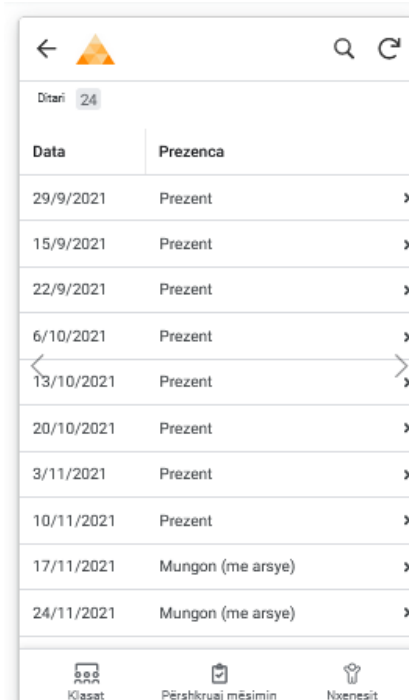 Ditari 24
Data Prezenca
29/9/2021 Prezent
15/9/2021 Prezent
22/9/2021 Prezent
6/10/2021 Prezent
13/10/2021 Prezent
20/10/2021 Prezent
3/11/2021 Prezent
10/11/2021 Prezent
17/11/2021 Mungon (me arsye)
24/11/2021 Mungon (me arsye)
Klasat Përshkruaj mësimin Nxenesit